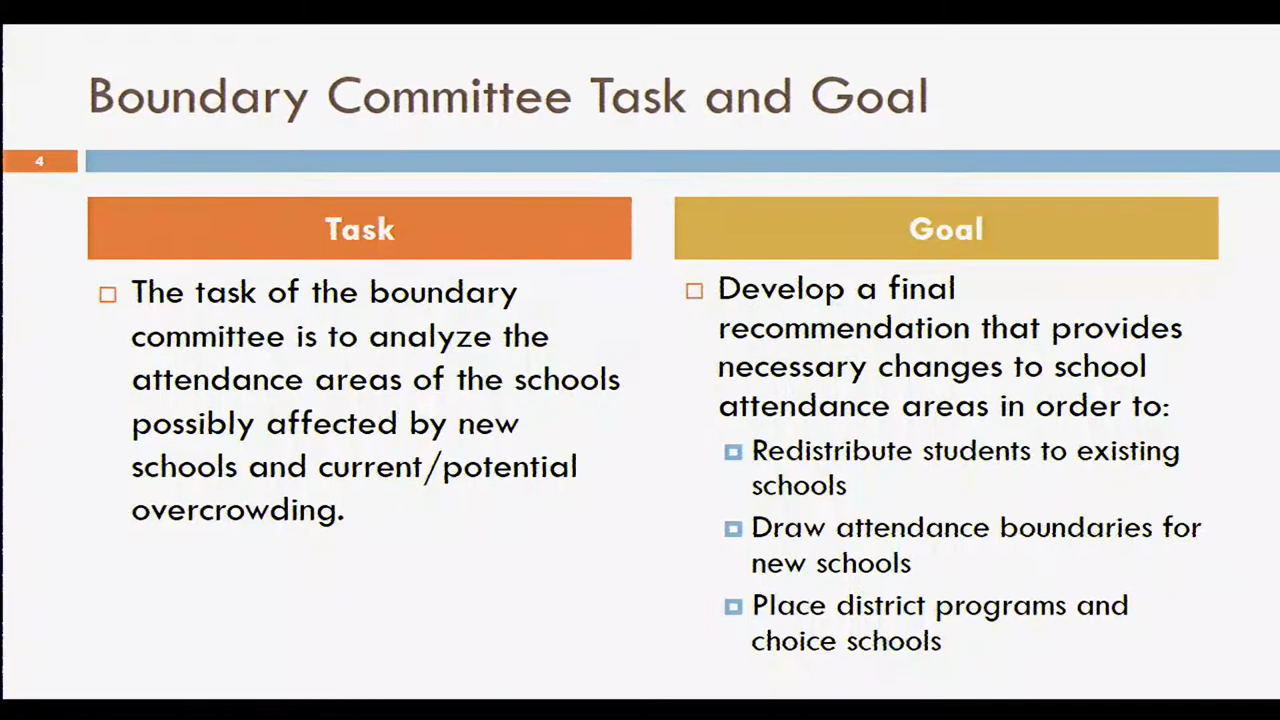 Boundary Committee Task and Goal
4
Task
The task of the boundary
committee is to analyze the
attendance areas of the schools
possibly affected by new
schools and current/potential
overcrowding.
Goal
Develop a final
recommendation that provides
necessary changes to school
attendance areas in order to:
Redistribute students to existing
schools
Draw attendance boundaries for
new schools
Place district programs and
choice schools